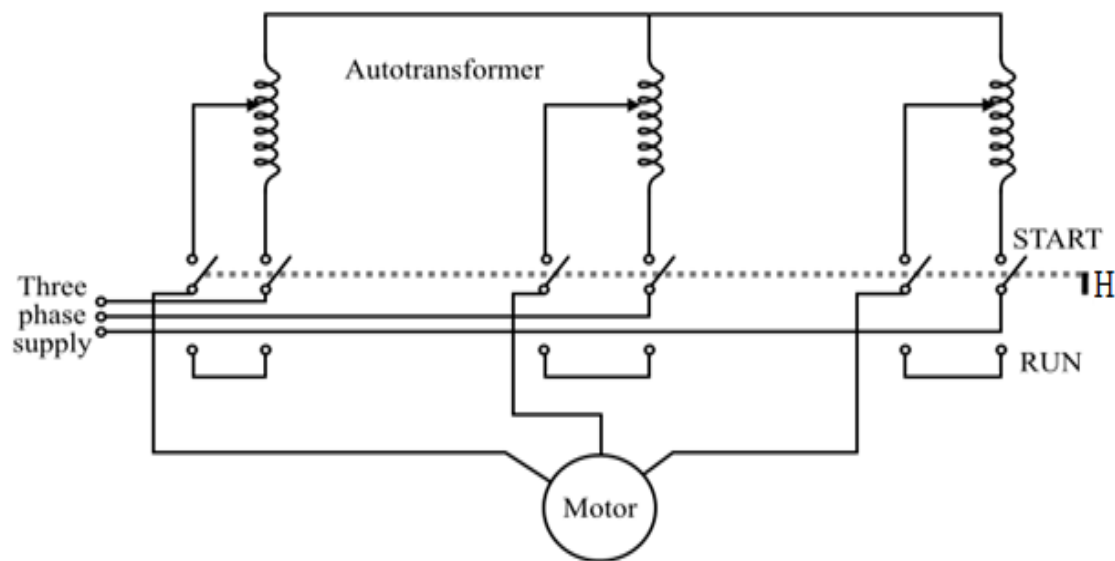 Autotransformer
START
H
Three
phase
supply
RUN
Motor